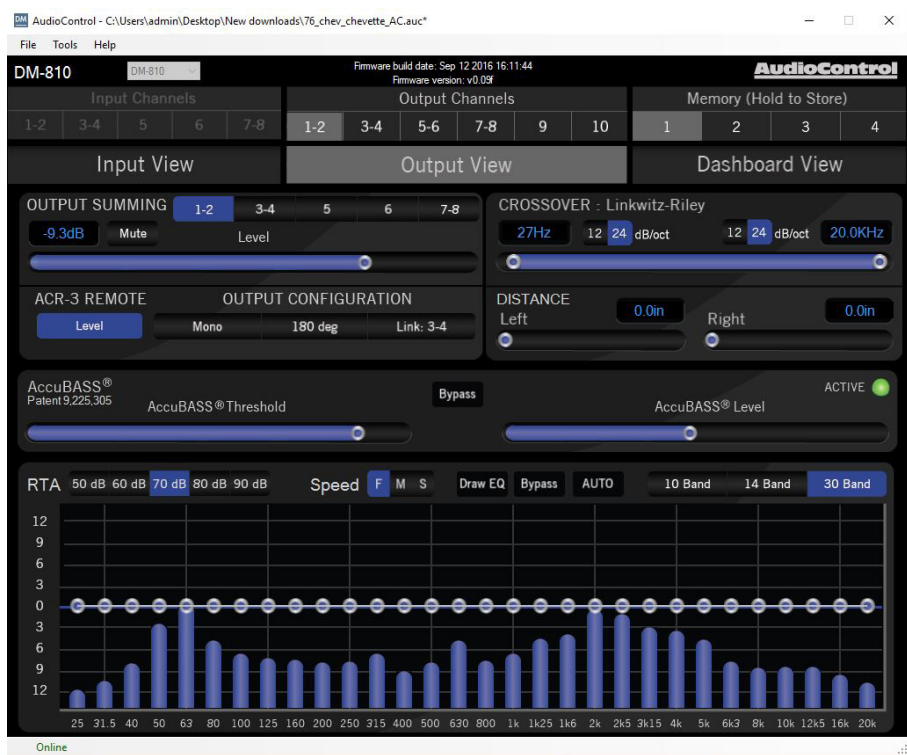 AudioControl - C:\Users\admin\Desktop\New downloads\76_chev_chevette_AC.auc*
File Tools Help
DM-810 DM-810 Firmware build date: Sep 12 2016 16:11:44 AudioControl
Firmware version: v0.09f
Input Channels Output Channels Memory (Hold to Store)
1-2 3-4 5 6 7-8 1-2 3-4 5-6 7-8 9 10 1 2 3 4
Input View Output View Dashboard View
OUTPUT SUMMING 1-2 3-4 5 6 7-8
-9.3dB Mute Level
CROSSOVER : Linkwitz-Riley
27Hz 12 24 dB/oct 12 24 dB/oct 20.0KHz
ACR-3 REMOTE OUTPUT CONFIGURATION
Level Mono 180 deg Link: 3-4
DISTANCE
Left 0.0in Right 0.0in
AccuBASS®
Patent 9,225,305 AccuBASS® Threshold Bypass AccuBASS® Level ACTIVE
RTA 50 dB 60 dB 70 dB 80 dB 90 dB Speed F M S Draw EQ Bypass AUTO 10 Band 14 Band 30 Band
12
9
6
3
0
3
6
9
12
25 31.5 40 50 63 80 100 125 160 200 250 315 400 500 630 800 1k 1k25 1k6 2k 2k5 3k15 4k 5k 6k3 8k 10k 12k5 16k 20k
Online